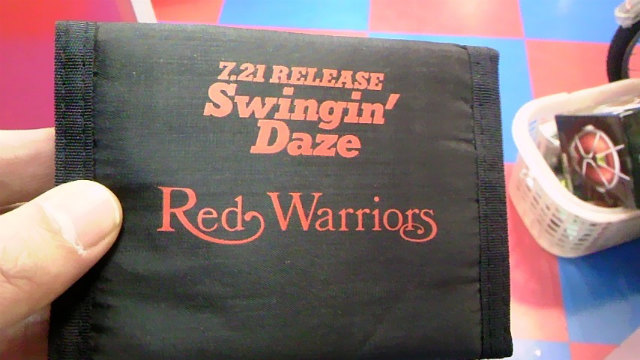 7.21 RELEASE
Swingin'
Daze
Red Warriors